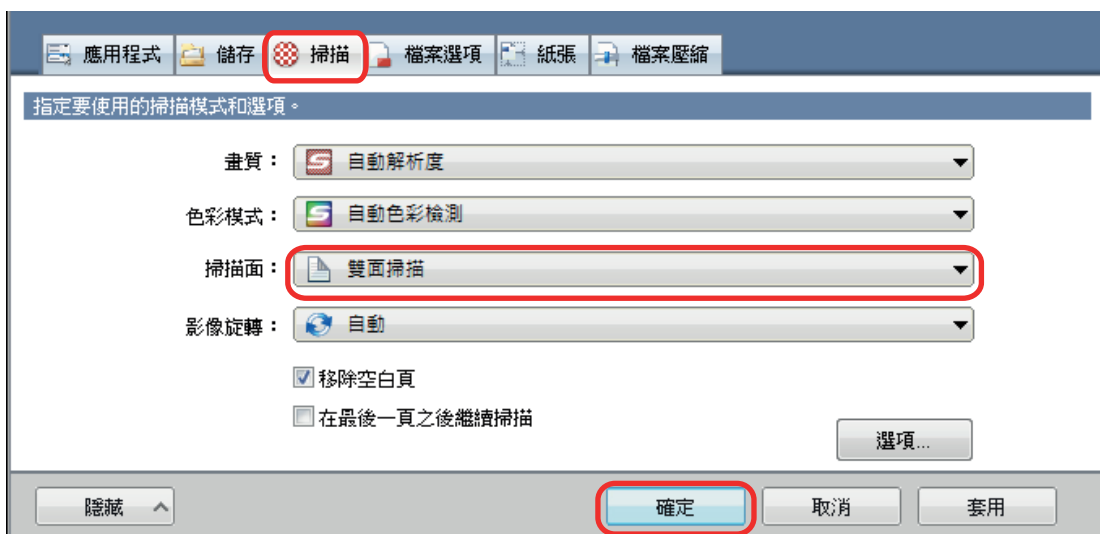 應用程式 儲存 掃描 檔案選項 紙張 檔案壓縮
指定要使用的掃描模式和選項。
畫質： 自動解析度
色彩模式： 自動色彩檢測
掃描面： 雙面掃描
影像旋轉： 自動
移除空白頁
在最後一頁之後繼續掃描
選項...
隱藏 確定 取消 套用